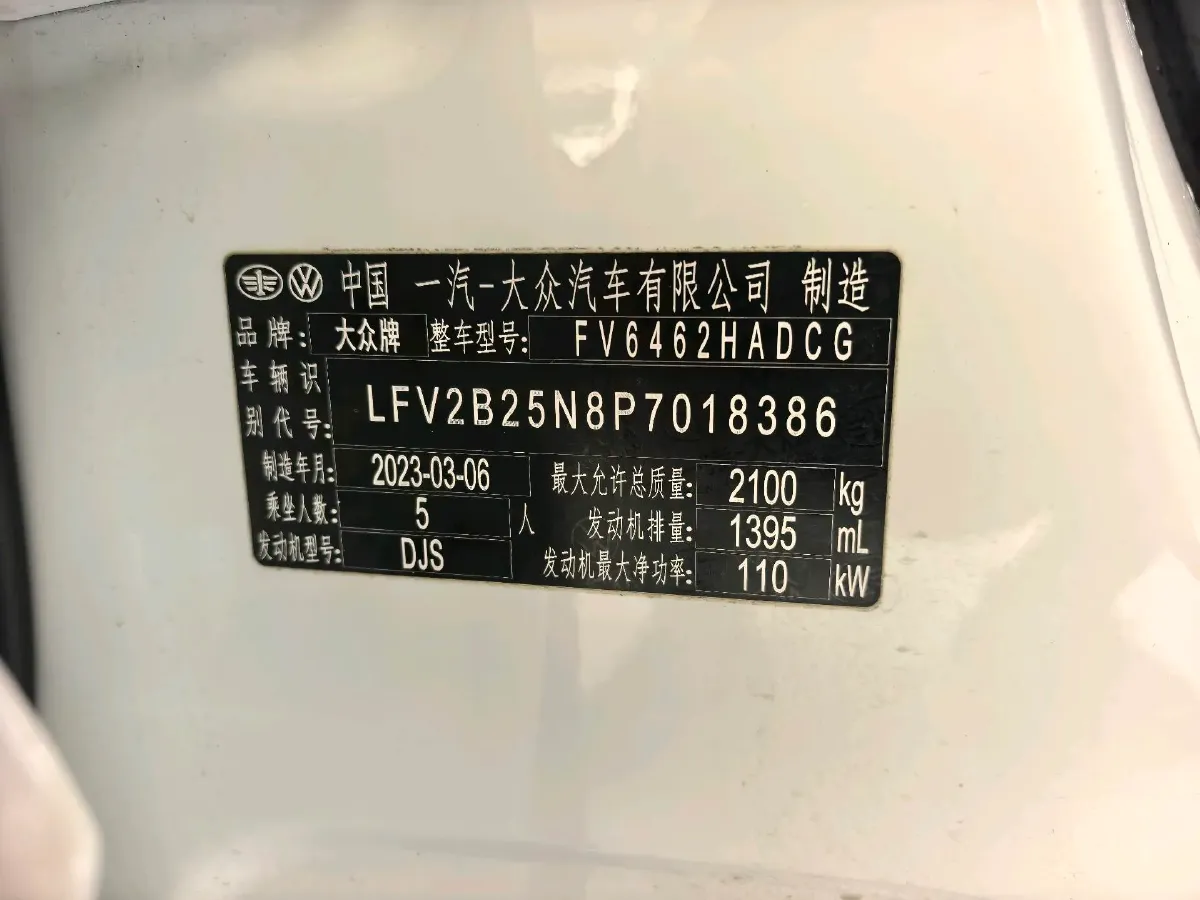 中国 一汽-大众汽车有限公司 制造
品牌: 大众牌 整车型号: FV6462HADCG
车辆识别代号: LFV2B25N8P7018386
制造年月: 2023-03-06 最大允许总质量: 2100 kg
乘坐人数: 5 人 发动机排量: 1395 mL
发动机型号: DJS 发动机最大净功率: 110 kW